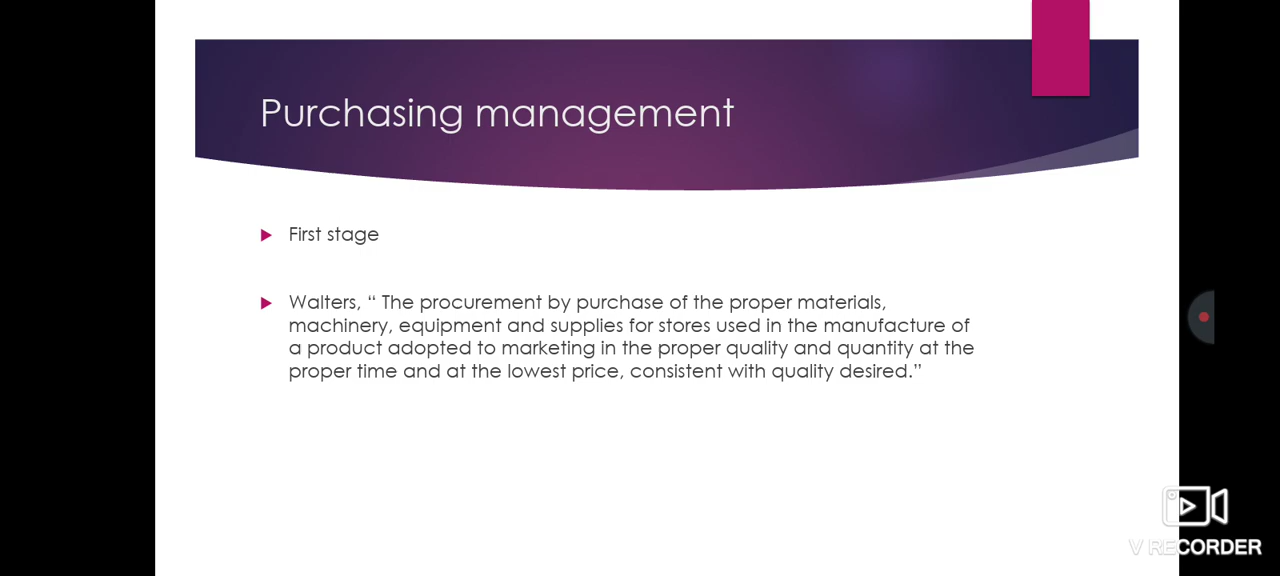 Purchasing management
First stage
Walters, “ The procurement by purchase of the proper materials,
machinery, equipment and supplies for stores used in the manufacture of
a product adopted to marketing in the proper quality and quantity at the
proper time and at the lowest price, consistent with quality desired.”
V RECORDER